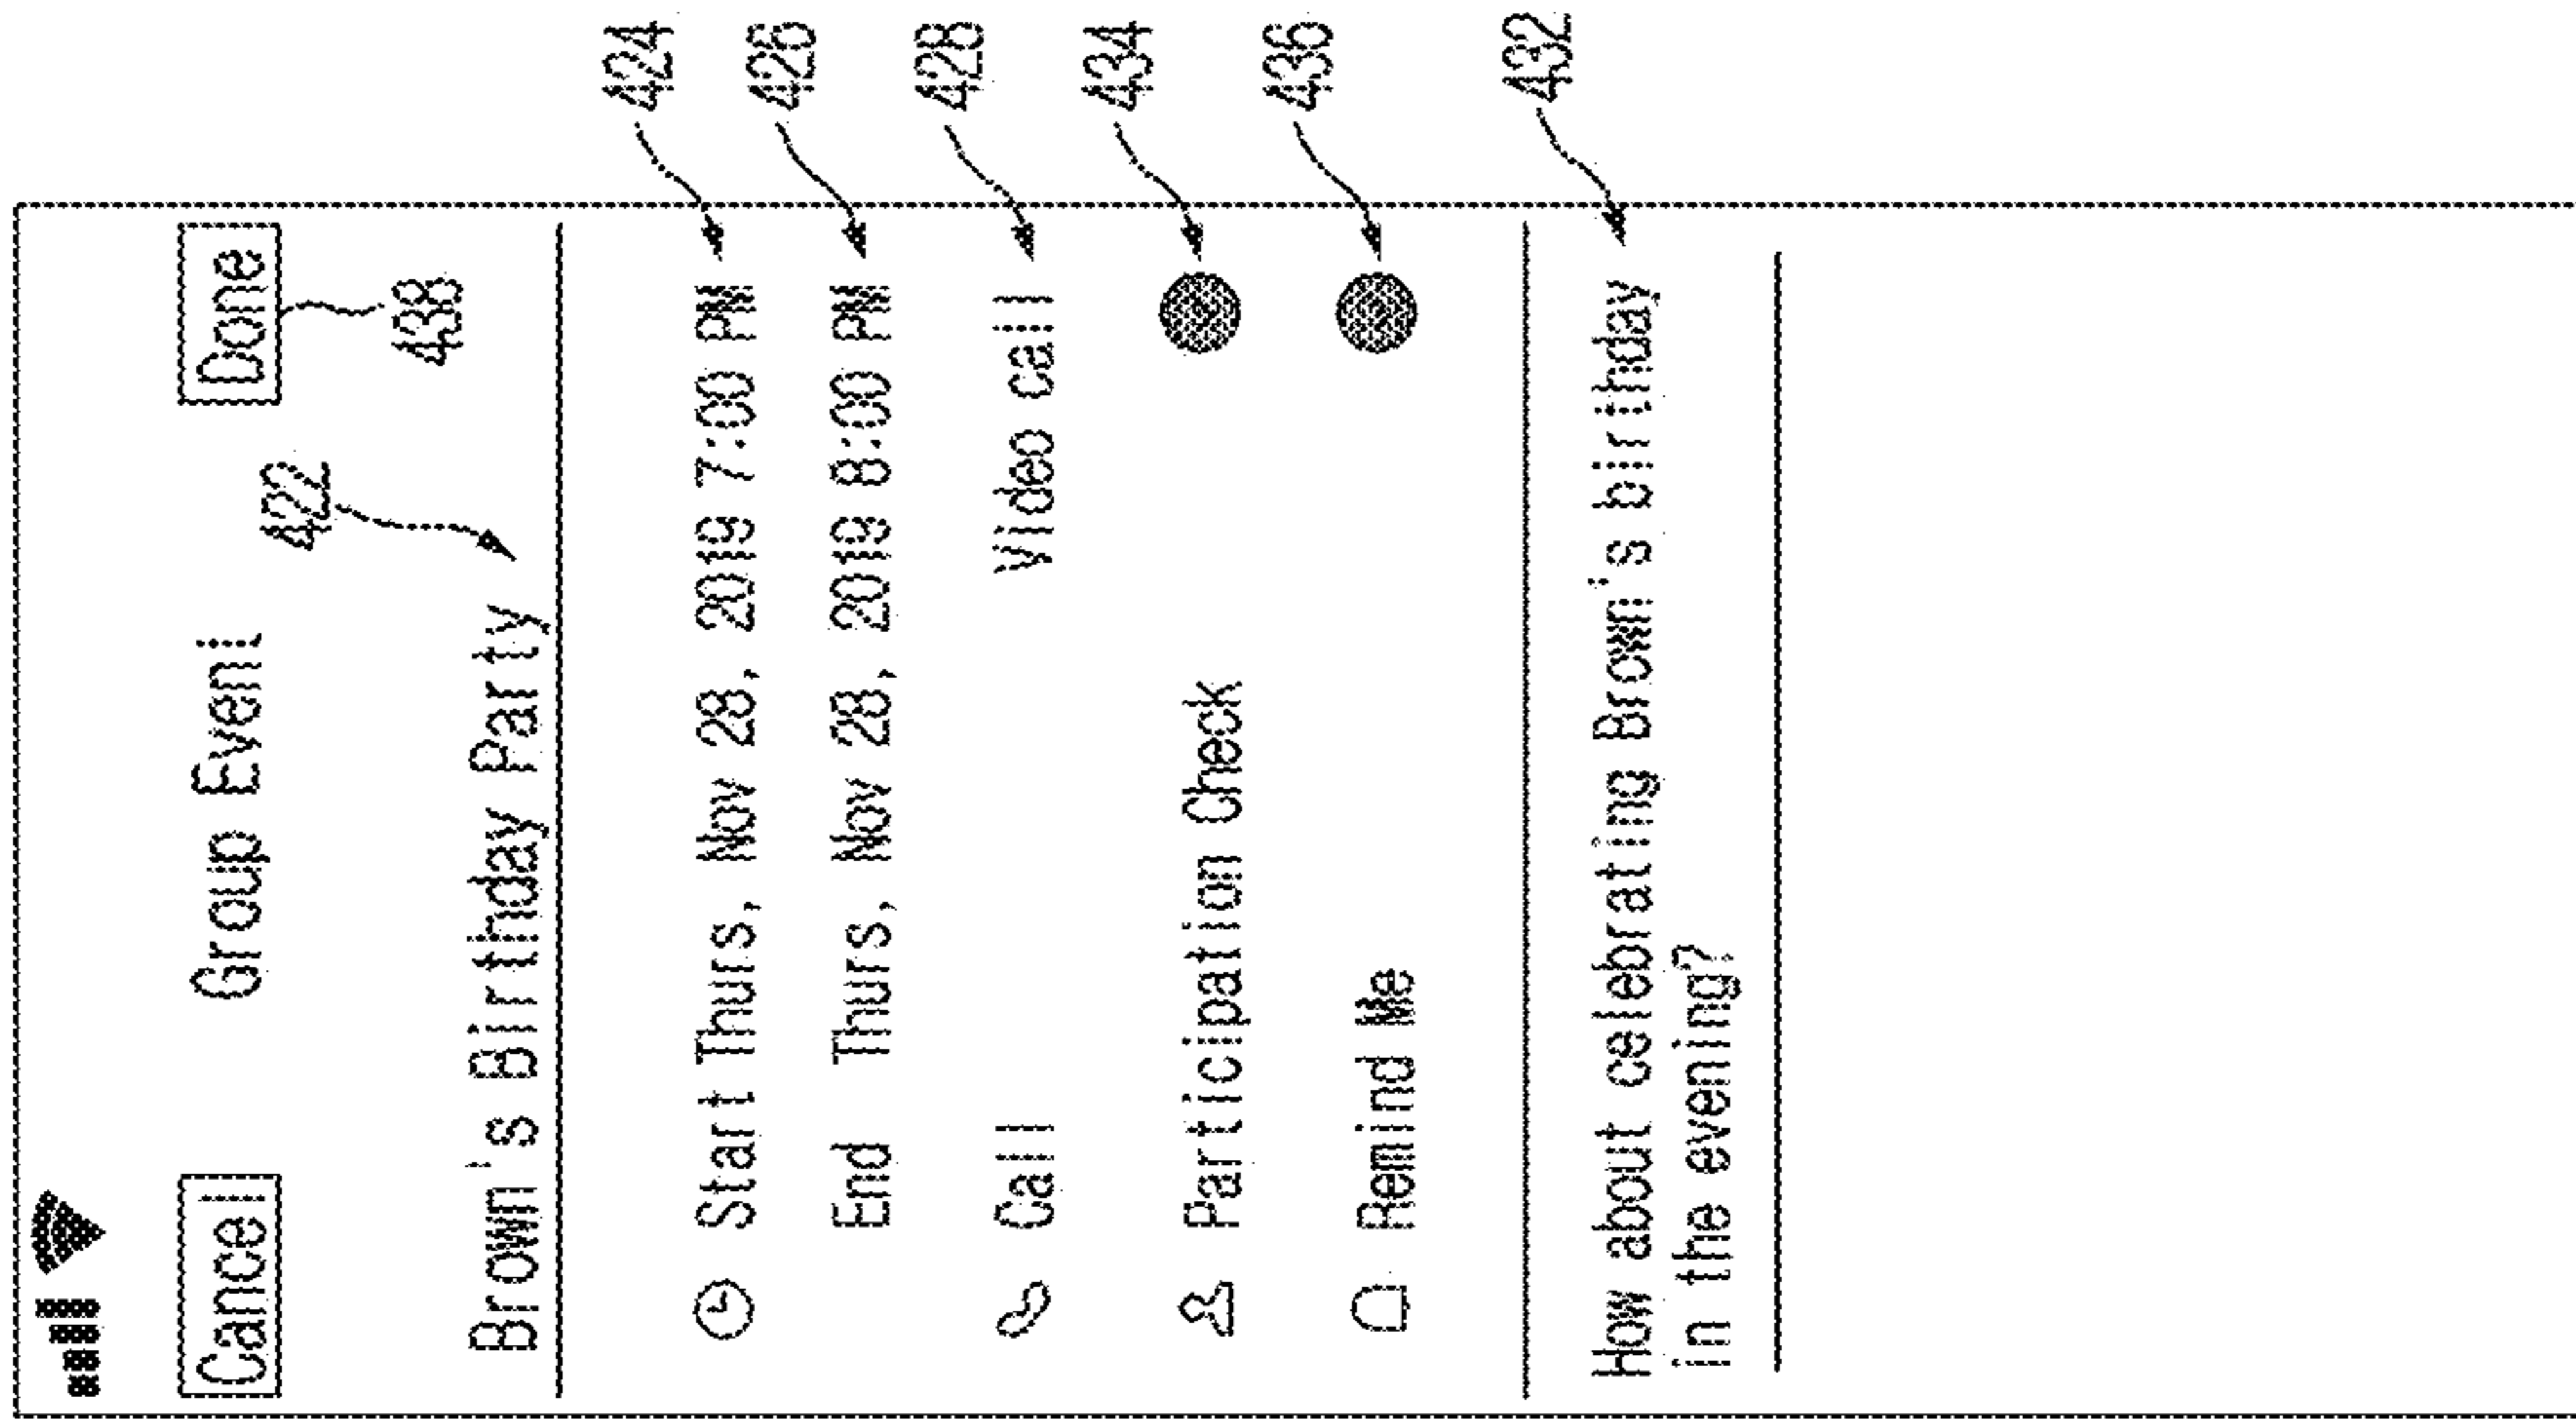 Cancel Group Event Done
438
422
Brown's Birthday Party
Start Thurs, Nov 28, 2019 7:00 PM 424
End Thurs, Nov 28, 2019 8:00 PM 426
Call Video call 428
Participation Check 434
Remind Me 436
How about celebrating Brown's birthday 432
in the evening?